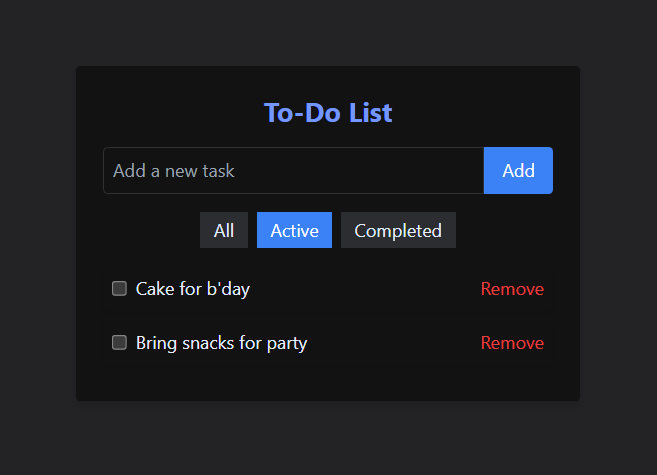 To-Do List
Add a new task Add
All Active Completed
Cake for b'day Remove
Bring snacks for party Remove